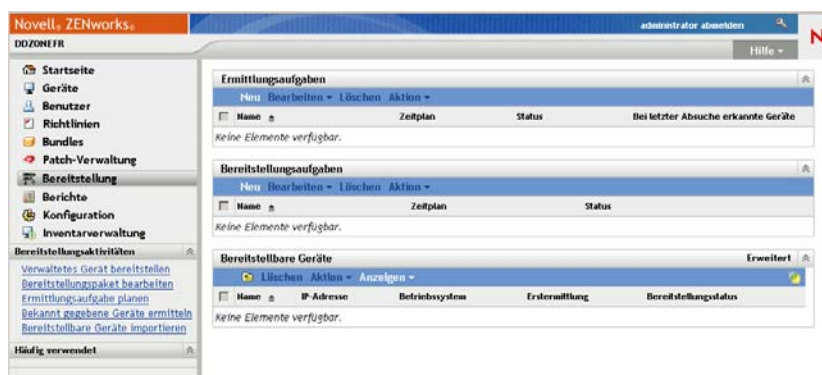 Novell® ZENworks®
administrator abmelden
N
DDZONEFR
Hilfe
Startseite
Geräte
Benutzer
Richtlinien
Bundles
Patch-Verwaltung
Bereitstellung
Berichte
Konfiguration
Inventarverwaltung
Bereitstellungsaktivitäten
Verwaltetes Gerät bereitstellen
Bereitstellungspaket bearbeiten
Ermittlungsaufgabe planen
Bekannt gegebene Geräte ermitteln
Bereitstellbare Geräte importieren
Häufig verwendet
Ermittlungsaufgaben
Neu Bearbeiten Löschen Aktion
Name Zeitplan Status Bei letzter Absuche erkannte Geräte
Keine Elemente verfügbar.
Bereitstellungsaufgaben
Neu Bearbeiten Löschen Aktion
Name Zeitplan Status
Keine Elemente verfügbar.
Bereitstellbare Geräte Erweitert
Löschen Aktion Anzeigen
Name IP-Adresse Betriebssystem Erstermittlung Bereitstellungsstatus
Keine Elemente verfügbar.